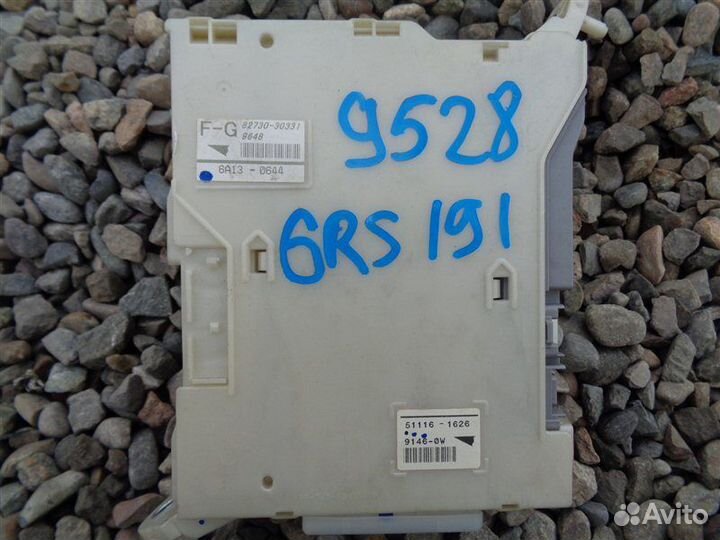 F-G 82730-30331
8648
6A13 - 0644
9528
GRS 191
51116 - 1626
9146-0W
Avito